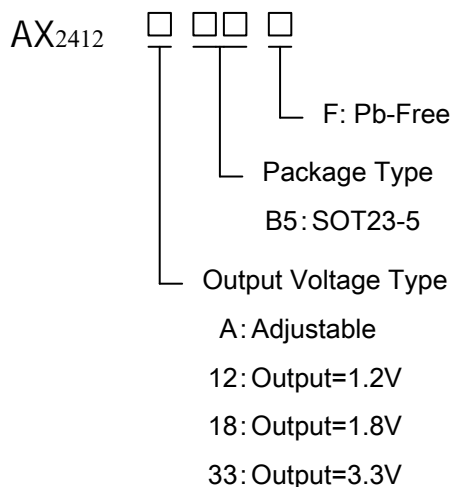 AX2412 □ □□ □
F: Pb-Free
Package Type
B5: SOT23-5
Output Voltage Type
A: Adjustable
12: Output=1.2V
18: Output=1.8V
33: Output=3.3V